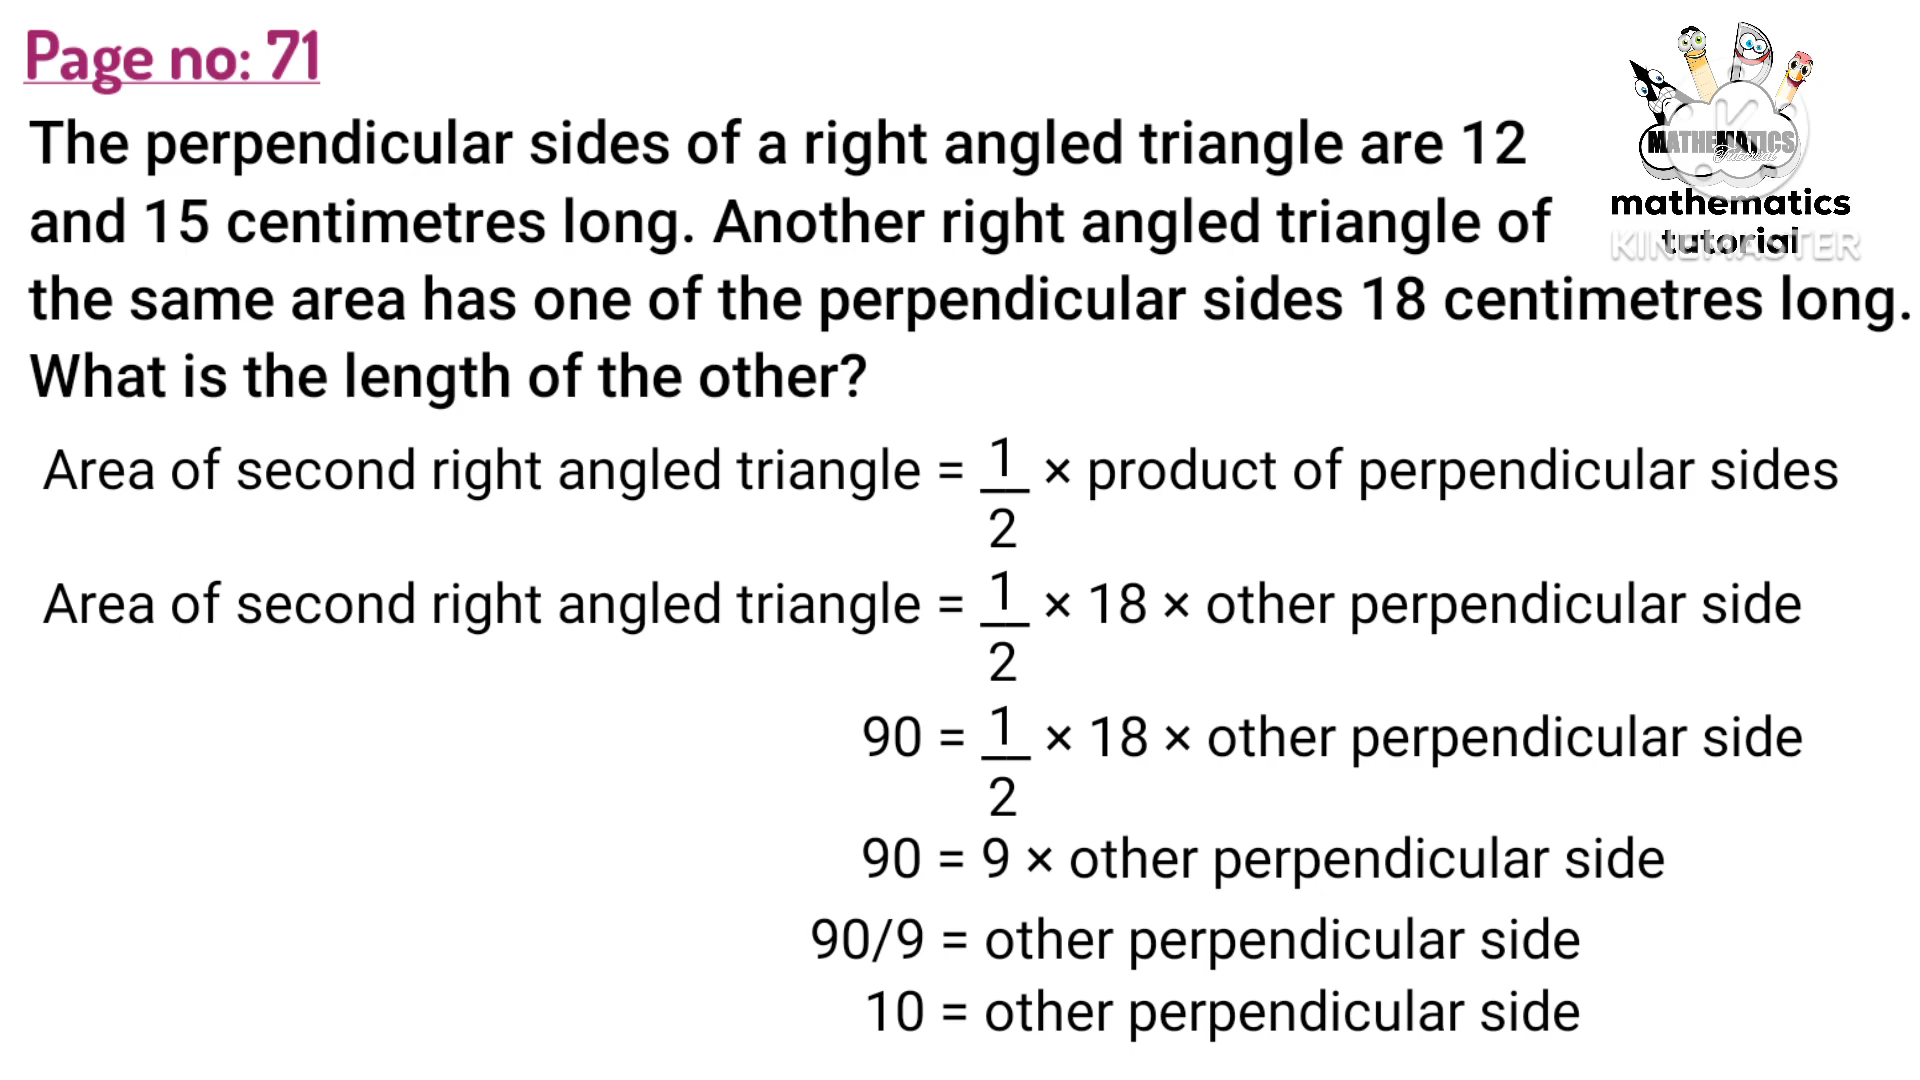 Page no: 71
The perpendicular sides of a right angled triangle are 12
and 15 centimetres long. Another right angled triangle of
the same area has one of the perpendicular sides 18 centimetres long.
What is the length of the other?
MATHEMATICS
Tutorial
mathematics
tutorial
KINEMASTER
Area of second right angled triangle = 1/2 × product of perpendicular sides
Area of second right angled triangle = 1/2 × 18 × other perpendicular side
90 = 1/2 × 18 × other perpendicular side
90 = 9 × other perpendicular side
90/9 = other perpendicular side
10 = other perpendicular side